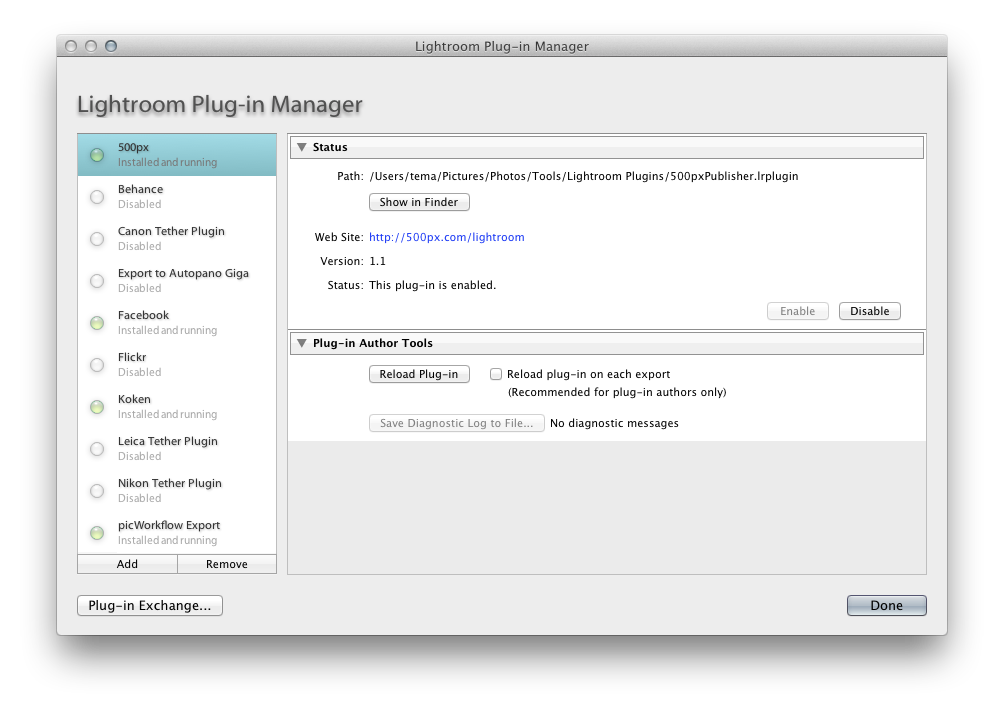 Lightroom Plug-in Manager
Lightroom Plug-in Manager
500px
Installed and running
Behance
Disabled
Canon Tether Plugin
Disabled
Export to Autopano Giga
Disabled
Facebook
Installed and running
Flickr
Disabled
Koken
Installed and running
Leica Tether Plugin
Disabled
Nikon Tether Plugin
Disabled
picWorkflow Export
Installed and running
Add Remove
Status
Path: /Users/tema/Pictures/Photos/Tools/Lightroom Plugins/500pxPublisher.lrplugin
Show in Finder
Web Site: http://500px.com/lightroom
Version: 1.1
Status: This plug-in is enabled.
Enable Disable
Plug-in Author Tools
Reload Plug-in Reload plug-in on each export
(Recommended for plug-in authors only)
Save Diagnostic Log to File... No diagnostic messages
Plug-in Exchange... Done